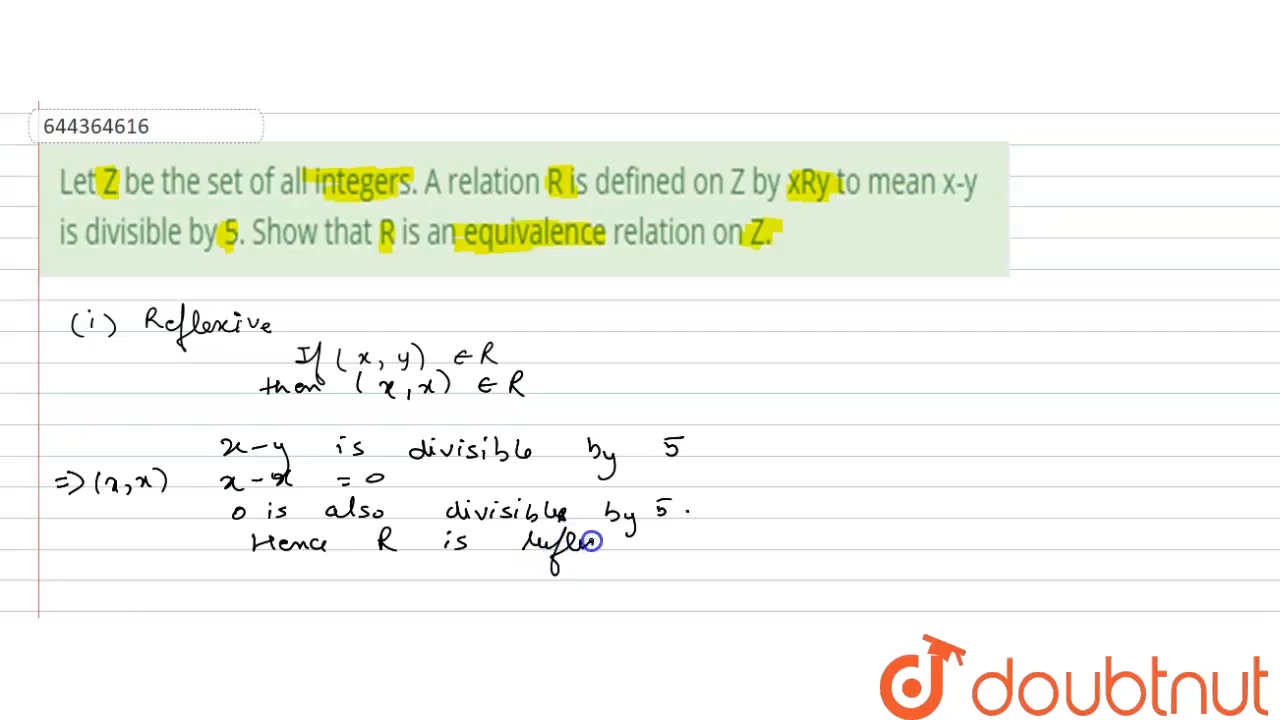 644364616
Let Z be the set of all integers. A relation R is defined on Z by xRy to mean x-y
is divisible by 5. Show that R is an equivalence relation on Z.
(i) Reflexive
If (x, y) ∈ R
then (x, x) ∈ R
x-y is divisible by 5
=> (x, x) x-x = 0
0 is also divisible by 5.
Hence R is reflex
doubtnut